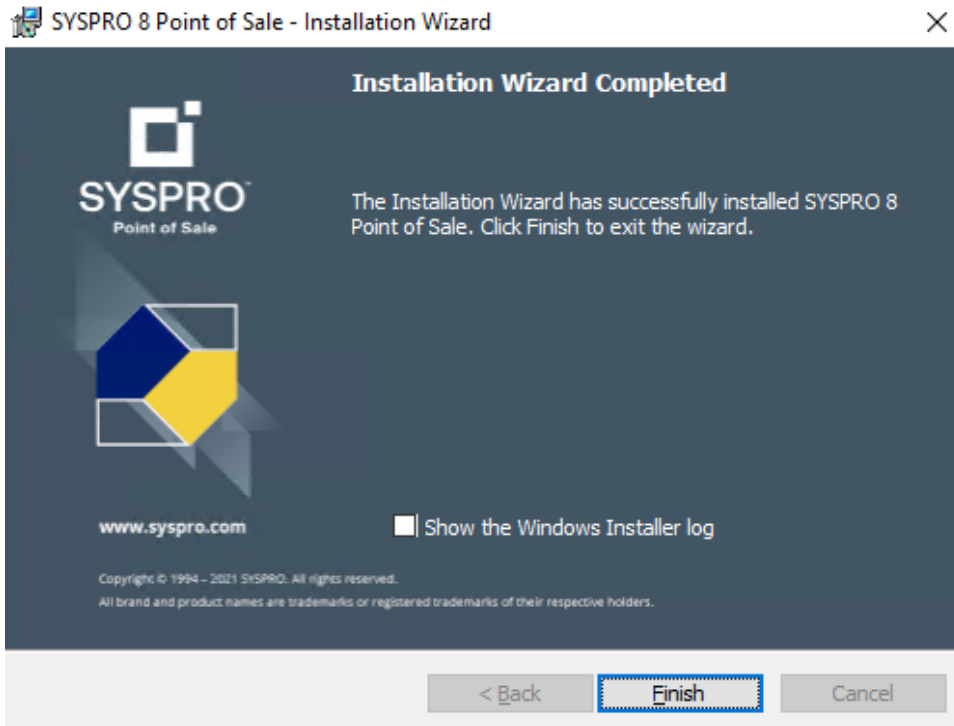 SYSPRO 8 Point of Sale - Installation Wizard
Installation Wizard Completed
SYSPRO
Point of Sale
The Installation Wizard has successfully installed SYSPRO 8
Point of Sale. Click Finish to exit the wizard.
www.syspro.com
Show the Windows Installer log
Copyright © 1994 – 2021 SYSPRO. All rights reserved.
All brand and product names are trademarks or registered trademarks of their respective holders.
< Back
Finish
Cancel